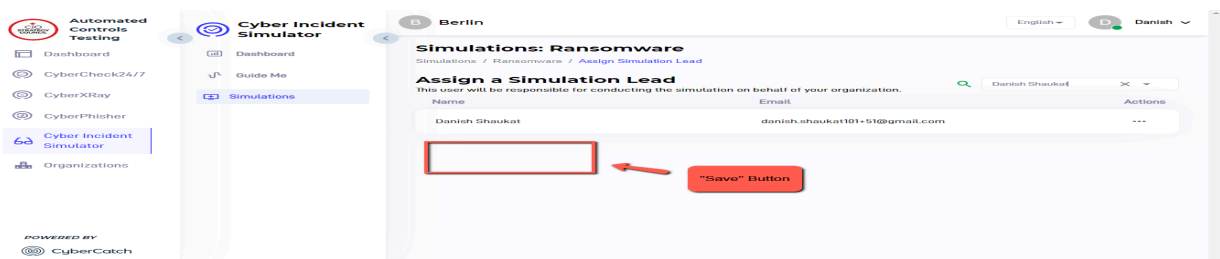 CIO
STRATEGY
COUNCIL
Automated
Controls
Testing
Dashboard
CyberCheck24/7
CyberXRay
CyberPhisher
Cyber Incident
Simulator
Organizations
POWERED BY
CyberCatch
Cyber Incident
Simulator
Dashboard
Guide Me
Simulations
B Berlin
English
D Danish
Simulations: Ransomware
Simulations / Ransomware / Assign Simulation Lead
Assign a Simulation Lead
This user will be responsible for conducting the simulation on behalf of your organization.
Danish Shaukat
Name Email Actions
Danish Shaukat danish.shaukat101+51@gmail.com ---
"Save" Button